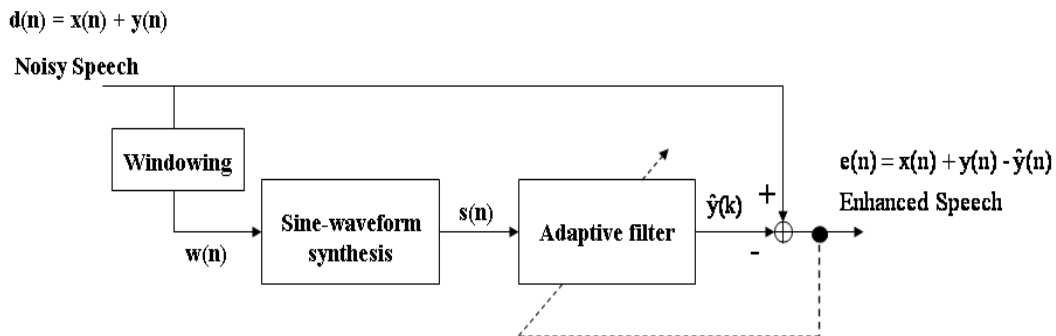 d(n) = x(n) + y(n)
Noisy Speech
Windowing
w(n)
Sine-waveform
synthesis
s(n)
Adaptive filter
ŷ(k)
+
-
e(n) = x(n) + y(n) - ŷ(n)
Enhanced Speech